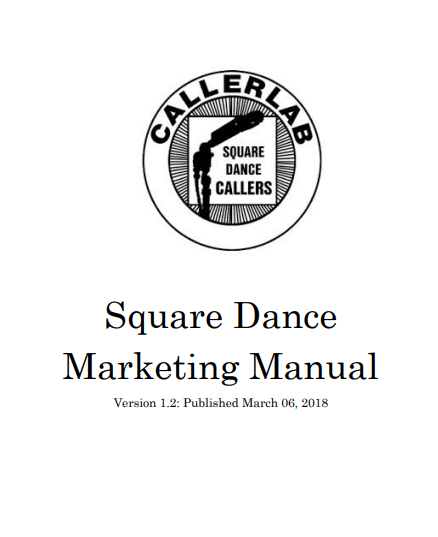 CALLERLAB
SQUARE
DANCE
CALLERS
Square Dance
Marketing Manual
Version 1.2: Published March 06, 2018